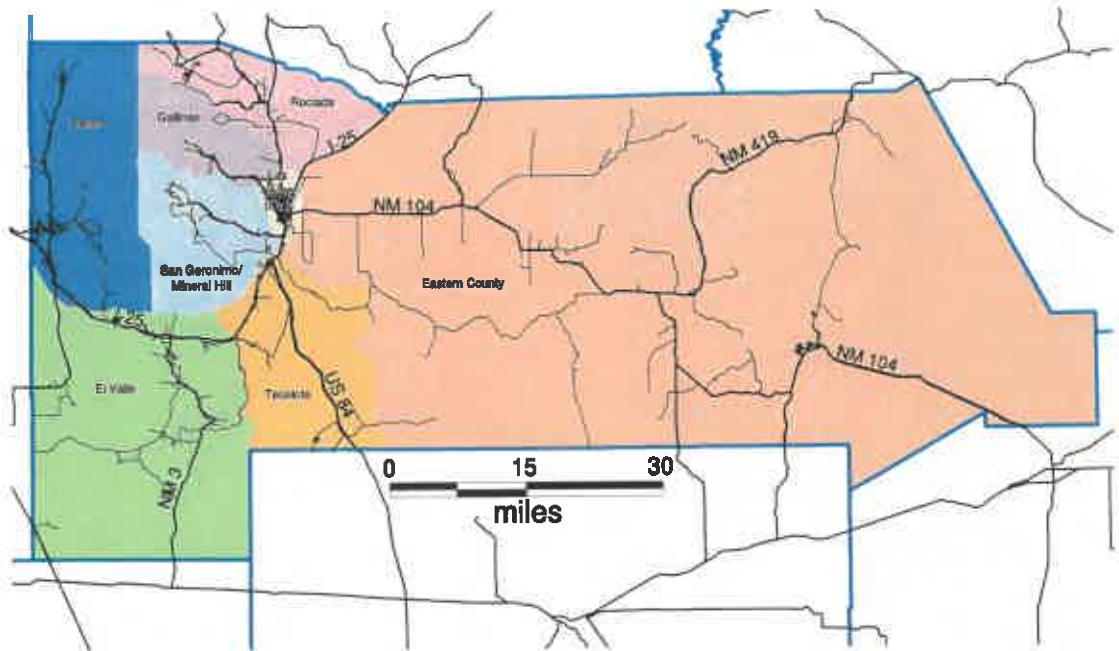 Rociada
Gallinas
I-25
NM 419
NM 104
San Geronimo/
Mineral Hill
Eastern County
25
El Valle
Tecolote
US 84
NM 104
NM 3
0 15 30
miles